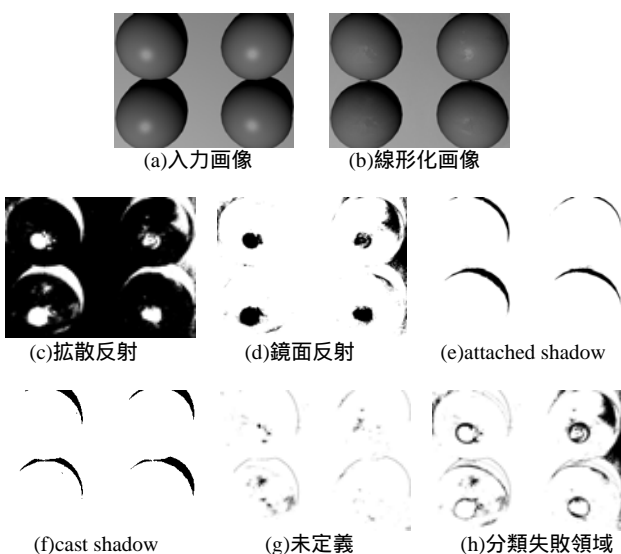 (a)入力画像
(b)線形化画像
(c)拡散反射
(d)鏡面反射
(e)attached shadow
(f)cast shadow
(g)未定義
(h)分類失敗領域